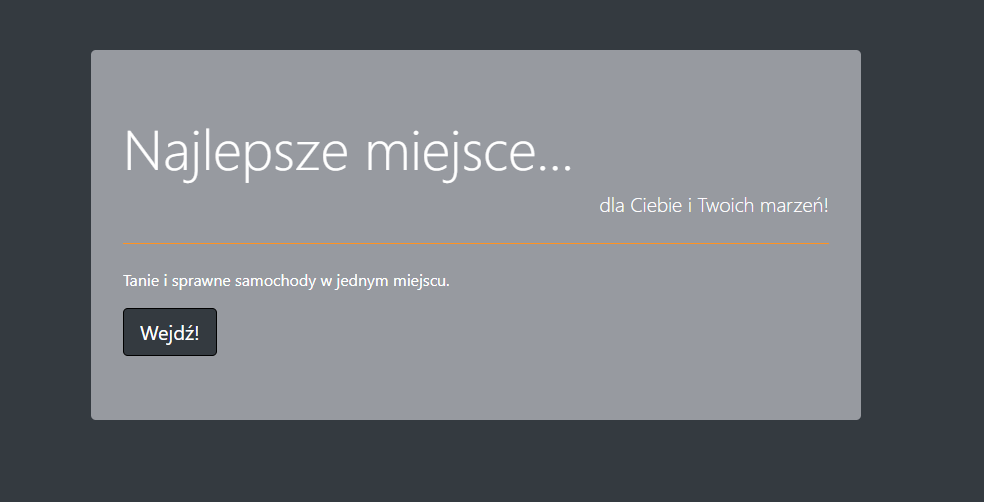 Najlepsze miejsce...
dla Ciebie i Twoich marzeń!
Tanie i sprawne samochody w jednym miejscu.
Wejdź!